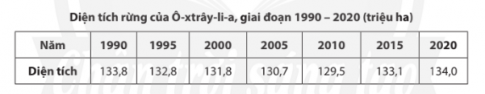 Diện tích rừng của Ô-xtrây-li-a, giai đoạn 1990 – 2020 (triệu ha)
Năm 1990 1995 2000 2005 2010 2015 2020
Diện tích 133,8 132,8 131,8 130,7 129,5 133,1 134,0